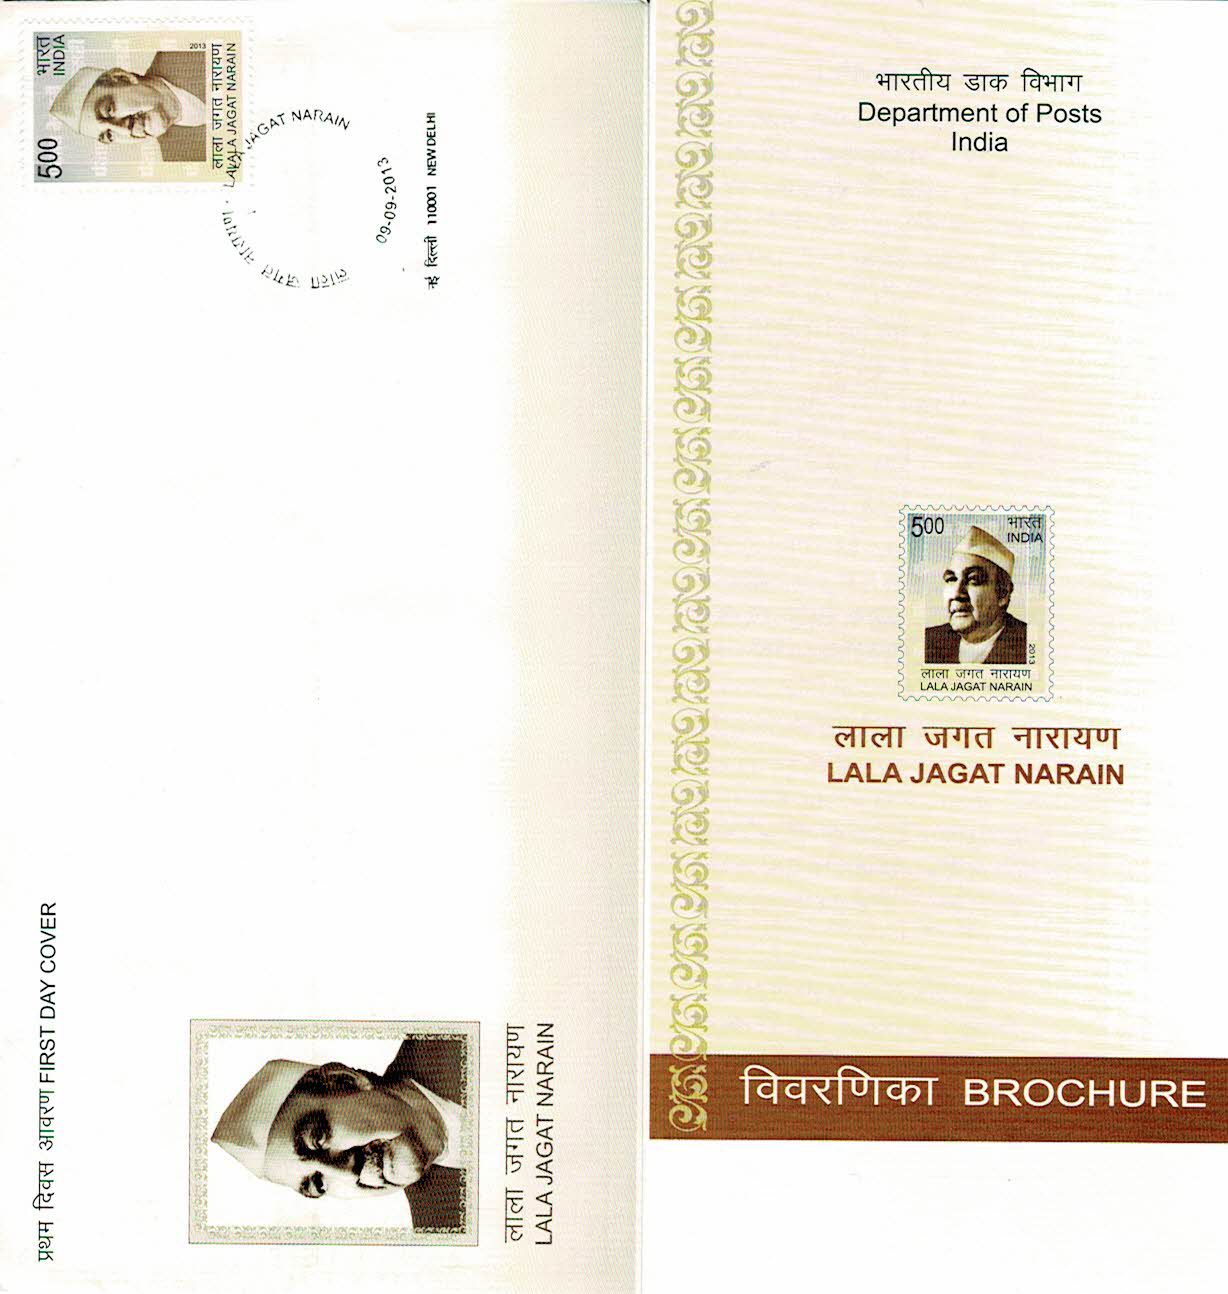 प्रथम दिवस आवरण FIRST DAY COVER
500 भारत
INDIA
2013
लाला जगत नारायण
LALA JAGAT NARAIN
लाला जगत नारायण · LALA JAGAT NARAIN
09-09-2013
नई दिल्ली 110001 NEW DELHI
लाला जगत नारायण
LALA JAGAT NARAIN
विवरणिका BROCHURE
लाला जगत नारायण
LALA JAGAT NARAIN
500 भारत
INDIA
2013
लाला जगत नारायण
LALA JAGAT NARAIN
भारतीय डाक विभाग
Department of Posts
India